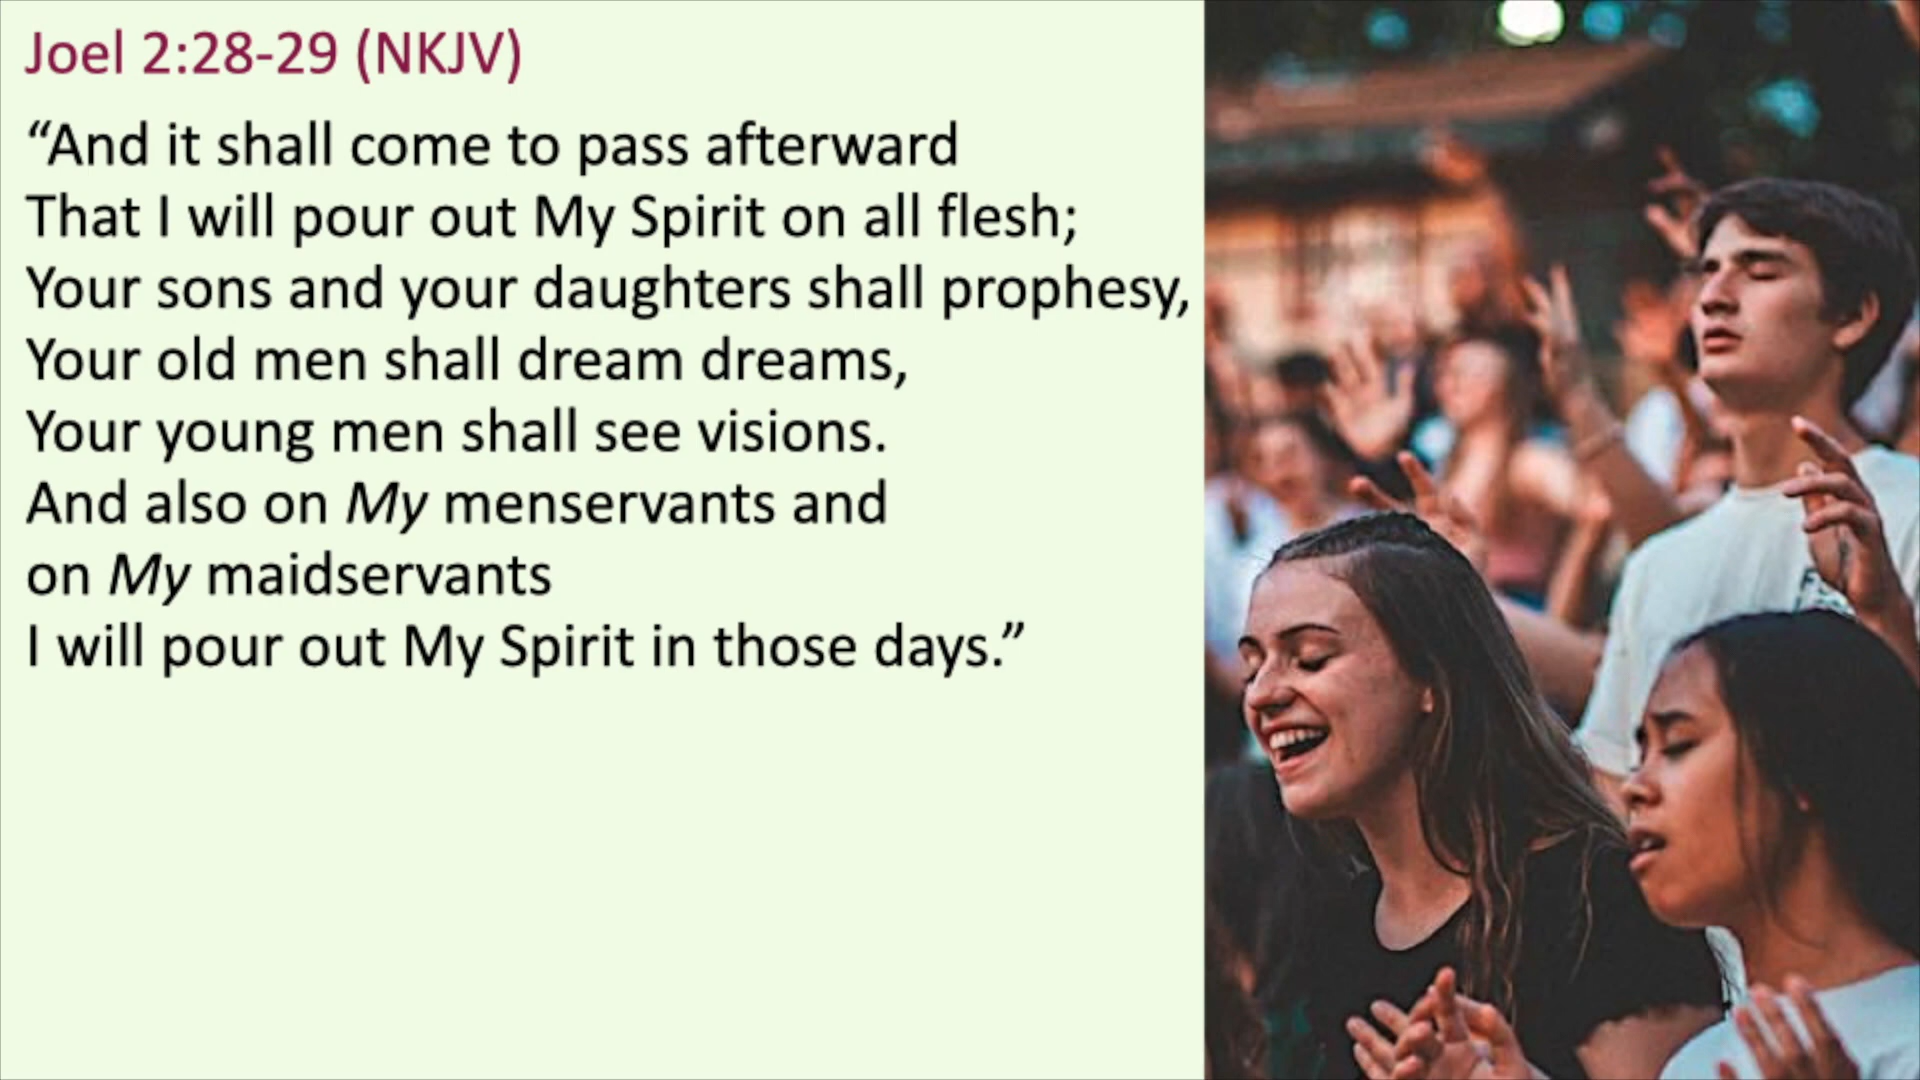 Joel 2:28-29 (NKJV)
“And it shall come to pass afterward
That I will pour out My Spirit on all flesh;
Your sons and your daughters shall prophesy,
Your old men shall dream dreams,
Your young men shall see visions.
And also on My menservants and
on My maidservants
I will pour out My Spirit in those days.”